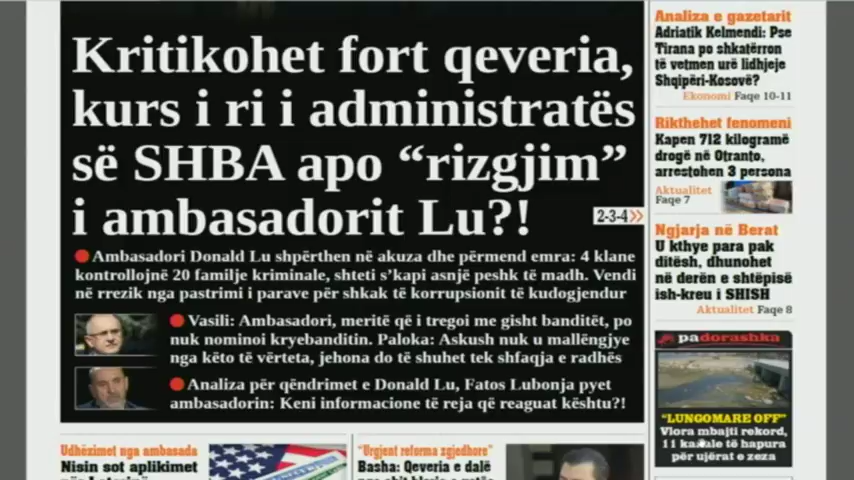 Kritikohet fort qeveria,
kurs i ri i administratës
së SHBA apo “rizgjim”
i ambasadorit Lu?!
2-3-4
Ambasadori Donald Lu shpërthen në akuza dhe përmend emra: 4 klane
kontrollojnë 20 familje kriminale, shteti s’kapi asnjë peshk të madh. Vendi
në rrezik nga pastrimi i parave për shkak të korrupsionit të kudogjendur
Vasili: Ambasadori, meritë që i tregoi me gisht banditët, po
nuk nominoi kryebanditin. Paloka: Askush nuk u mallëngjye
nga këto të vërteta, jehona do të shuhet tek shfaqja e radhës
Analiza për qëndrimet e Donald Lu, Fatos Lubonja pyet
ambasadorin: Keni informacione të reja që reaguat kështu?!
Udhëzimet nga ambasada
Nisin sot aplikimet
“Urgjent reforma zgjedhore”
Basha: Qeveria e dalë
Analiza e gazetarit
Adriatik Kelmendi: Pse
Tirana po shkatërron
të vetmen urë lidhjeje
Shqipëri-Kosovë?
Ekonomi Faqe 10-11
Rikthehet fenomeni
Kapen 712 kilogramë
drogë në Otranto,
arrestohen 3 persona
Aktualitet
Faqe 7
Ngjarja në Berat
U kthye para pak
ditësh, dhunohet
në derën e shtëpisë
ish-kreu i SHISH
Aktualitet Faqe 8
padorashka
“LUNGOMARE OFF”
Vlora mbajti rekord,
11 kanale të hapura
për ujërat e zeza